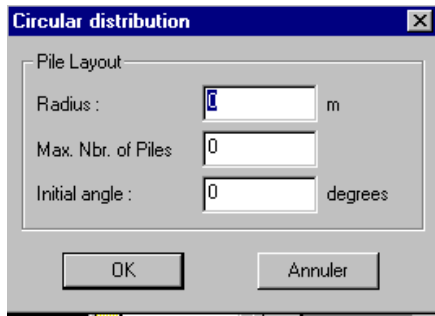 Circular distribution
Pile Layout
Radius : 0 m
Max. Nbr. of Piles 0
Initial angle : 0 degrees
OK Annuler